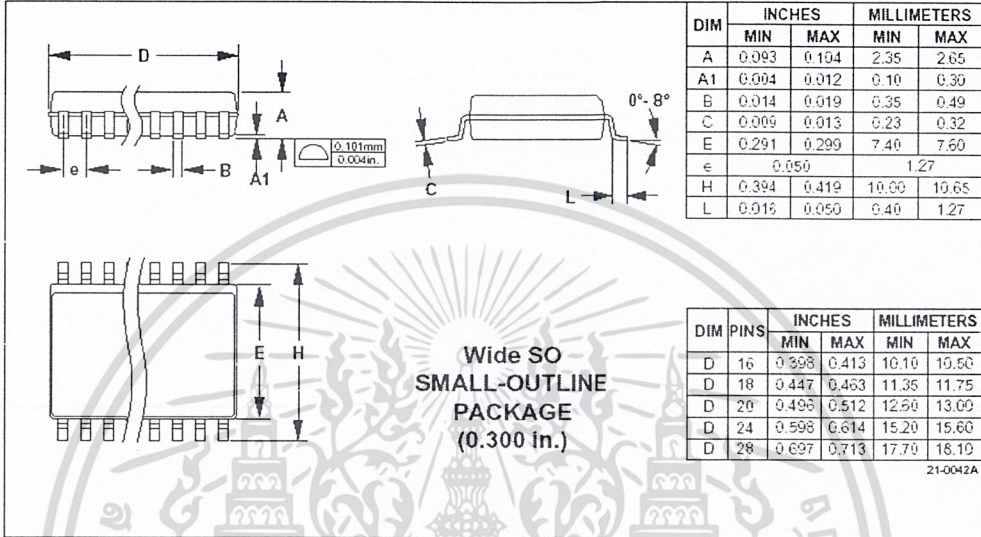 D
A
e
B
A1
0.101mm
0.004in.
0°- 8°
C
L
E
H
Wide SO
SMALL-OUTLINE
PACKAGE
(0.300 in.)
DIM INCHES MILLIMETERS
MIN MAX MIN MAX
A 0.093 0.104 2.35 2.65
A1 0.004 0.012 0.10 0.30
B 0.014 0.019 0.35 0.49
C 0.009 0.013 0.23 0.32
E 0.291 0.299 7.40 7.60
e 0.050 1.27
H 0.394 0.419 10.00 10.65
L 0.016 0.050 0.40 1.27
DIM PINS INCHES MILLIMETERS
MIN MAX MIN MAX
D 16 0.398 0.413 10.10 10.50
D 18 0.447 0.463 11.35 11.75
D 20 0.496 0.512 12.60 13.00
D 24 0.598 0.614 15.20 15.60
D 28 0.697 0.713 17.70 18.10
21-0042A